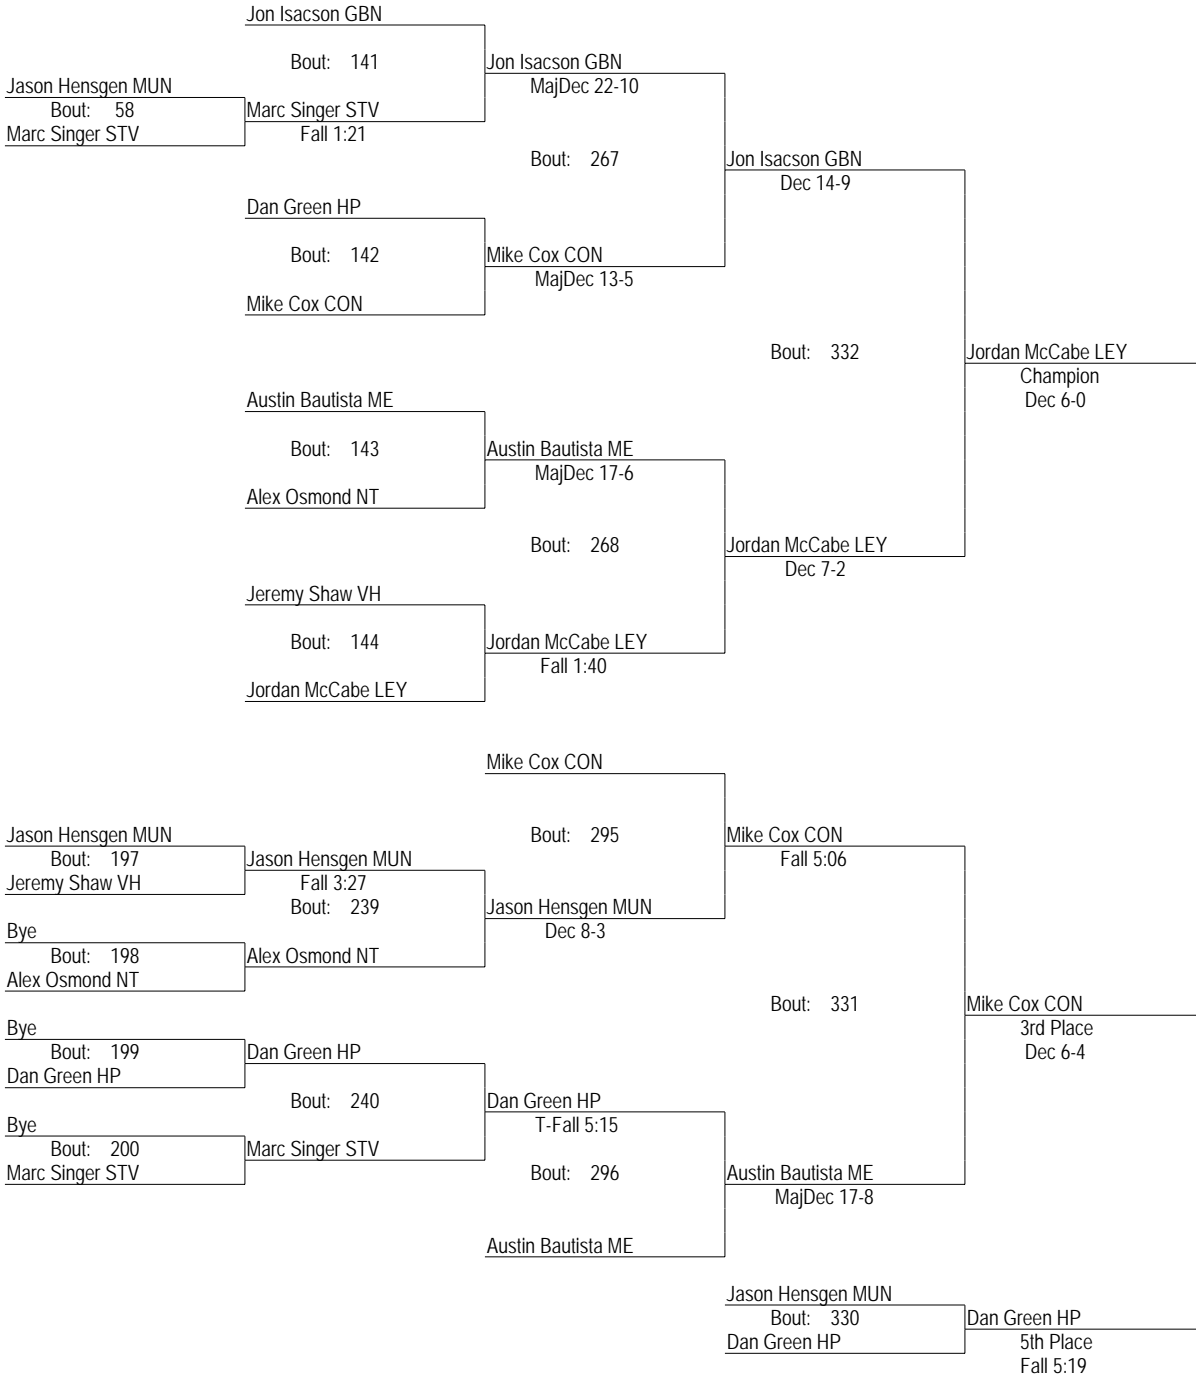 Jon Isacson GBN
Bout: 141
Jon Isacson GBN
MajDec 22-10
Jason Hensgen MUN
Bout: 58
Marc Singer STV
Marc Singer STV
Fall 1:21
Bout: 267
Jon Isacson GBN
Dec 14-9
Dan Green HP
Bout: 142
Mike Cox CON
MajDec 13-5
Mike Cox CON
Bout: 332
Jordan McCabe LEY
Champion
Dec 6-0
Austin Bautista ME
Bout: 143
Austin Bautista ME
MajDec 17-6
Alex Osmond NT
Bout: 268
Jordan McCabe LEY
Dec 7-2
Jeremy Shaw VH
Bout: 144
Jordan McCabe LEY
Fall 1:40
Jordan McCabe LEY
Mike Cox CON
Bout: 295
Mike Cox CON
Fall 5:06
Jason Hensgen MUN
Bout: 197
Jeremy Shaw VH
Jason Hensgen MUN
Fall 3:27
Bout: 239
Jason Hensgen MUN
Dec 8-3
Bye
Bout: 198
Alex Osmond NT
Alex Osmond NT
Bout: 331
Mike Cox CON
3rd Place
Dec 6-4
Bye
Bout: 199
Dan Green HP
Dan Green HP
Bout: 240
Dan Green HP
T-Fall 5:15
Bye
Bout: 200
Marc Singer STV
Marc Singer STV
Bout: 296
Austin Bautista ME
MajDec 17-8
Austin Bautista ME
Jason Hensgen MUN
Bout: 330
Dan Green HP
Dan Green HP
5th Place
Fall 5:19